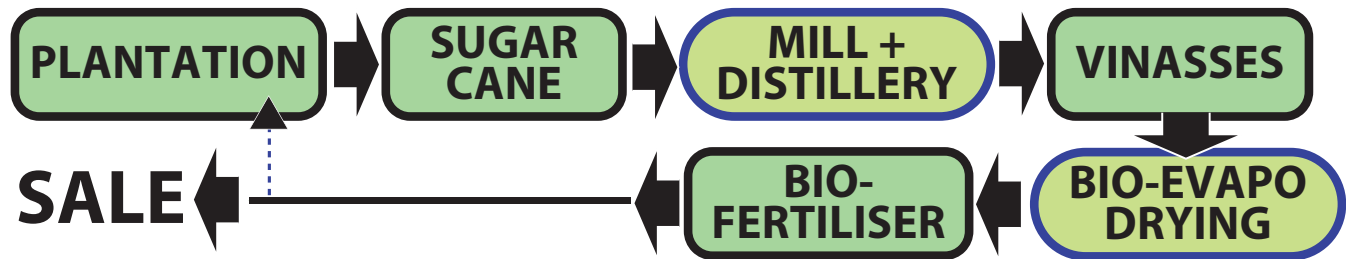 PLANTATION
SUGAR
CANE
MILL +
DISTILLERY
VINASSES
BIO-EVAPO
DRYING
BIO-
FERTILISER
SALE